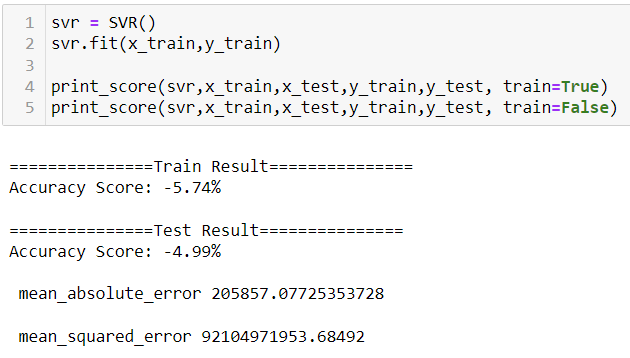 1 svr = SVR()
2 svr.fit(x_train,y_train)
3
4 print_score(svr,x_train,x_test,y_train,y_test, train=True)
5 print_score(svr,x_train,x_test,y_train,y_test, train=False)
===============Train Result===============
Accuracy Score: -5.74%
===============Test Result===============
Accuracy Score: -4.99%
mean_absolute_error 205857.07725353728
mean_squared_error 92104971953.68492